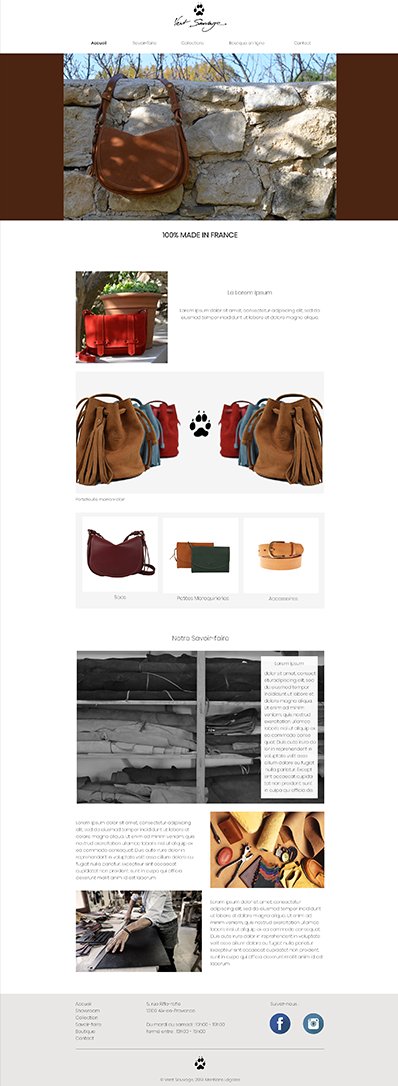 Vent Sauvage
Accueil Savoir-faire Collections Boutique en ligne Contact
100% MADE IN FRANCE
Le Lorem Ipsum
Lorem ipsum dolor sit amet, consectetur adipiscing elit, sed do
eiusmod tempor incididunt ut labore et dolore magna aliqua.
Sacs
Petites Maroquineries
Accessoires
Notre Savoir-faire
Lorem ipsum
dolor sit amet, consect
etur adipiscing elit, sed
do eiusmod tempor
incididunt ut labore et
dolore magna aliqua.
Ut enim ad minim
veniam, quis nostrud
exercitation ullamco
laboris nisi ut aliquip ex
ea commodo conse
quat. Duis aute irure do
lor in reprehenderit in
voluptate velit esse
cillum dolore eu fugiat
nulla pariatur. Except
sint occaecat cupida
tat non proident, sunt
in culpa qui officia de
Lorem ipsum dolor sit amet, consectetur
adipiscing elit, sed do eiusmod tempor
incididunt ut labore et dolore magna aliqua.
Ut enim ad minim veniam, quis nostrud
exercitation ullamco laboris nisi ut aliquip ex
ea commodo consequat. Duis aute irure dolor in
reprehenderit in voluptate velit esse cillum dolore eu
fugiat nulla pariatur. Excepteur sint occaecat
cupidatat non proident, sunt in culpa qui officia
deserunt mollit anim id est laborum.
Lorem ipsum dolor sit amet, consectetur
adipiscing elit, sed do eiusmod tempor incididunt
ut labore et dolore magna aliqua. Ut enim ad
minim veniam, quis nostrud exercitation ullamco
laboris nisi ut aliquip ex ea commodo consequat.
Duis aute irure dolor in reprehenderit in voluptate
velit esse cillum dolore eu fugiat nulla pariatur.
Excepteur sint occaecat cupidatat non proident,
sunt in culpa qui officia deserunt mollit anim id est
laborum.
Accueil
Showroom
Collection
Savoir-faire
Boutique
Contact
5, rue Rifle-rafle
Aix-en-Provence
Du mardi au samedi : 10h00 - 19h00
fermé entre : 
Suivez-nous :
© Vent Sauvage, 2019 Mentions Légales